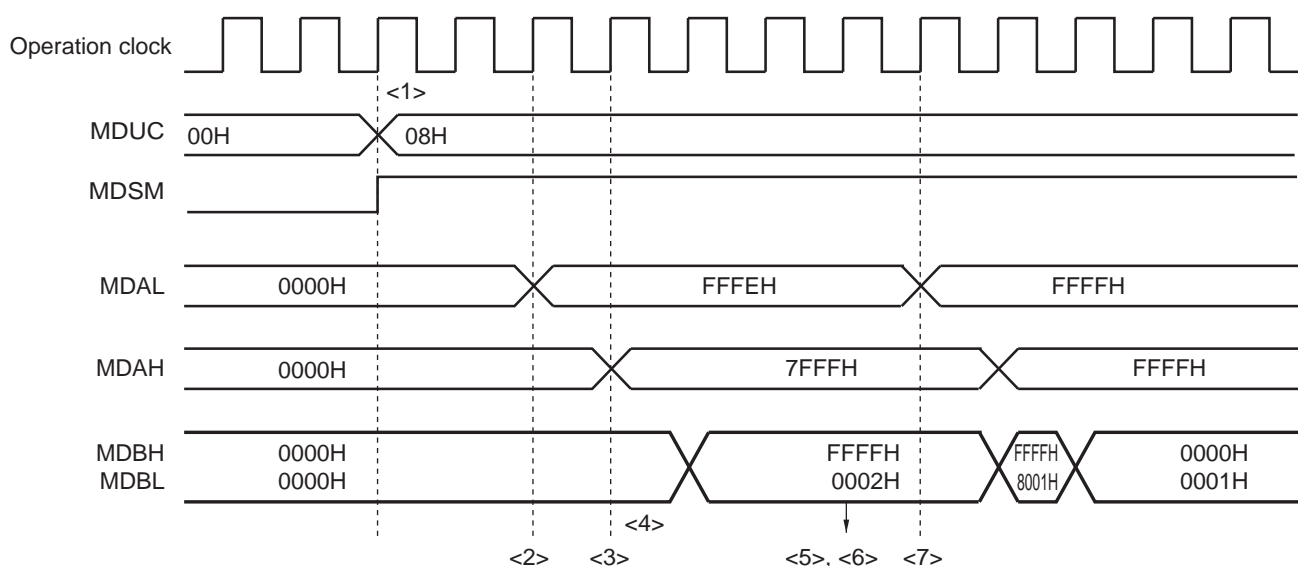 Operation clock
<1>
MDUC 00H 08H
MDSM
MDAL 0000H FFFEH FFFFH
MDAH 0000H 7FFFH FFFFH
MDBH 0000H FFFFH FFFFH 0000H
MDBL 0000H 0002H 8001H 0001H
<4>
<2> <3> <5>, <6> <7>